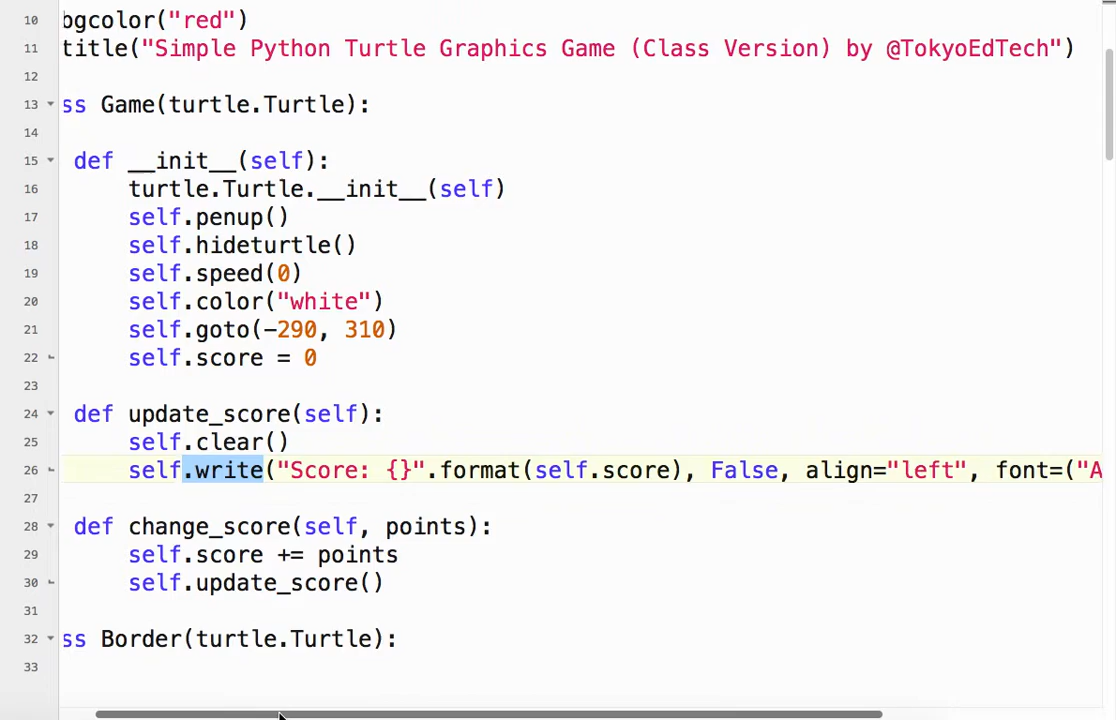 10 bgcolor("red")
11 title("Simple Python Turtle Graphics Game (Class Version) by @TokyoEdTech")
12
13 ss Game(turtle.Turtle):
14
15 def __init__(self):
16 turtle.Turtle.__init__(self)
17 self.penup()
18 self.hideturtle()
19 self.speed(0)
20 self.color("white")
21 self.goto(-290, 310)
22 self.score = 0
23
24 def update_score(self):
25 self.clear()
26 self.write("Score: {}".format(self.score), False, align="left", font=("A
27
28 def change_score(self, points):
29 self.score += points
30 self.update_score()
31
32 ss Border(turtle.Turtle):
33